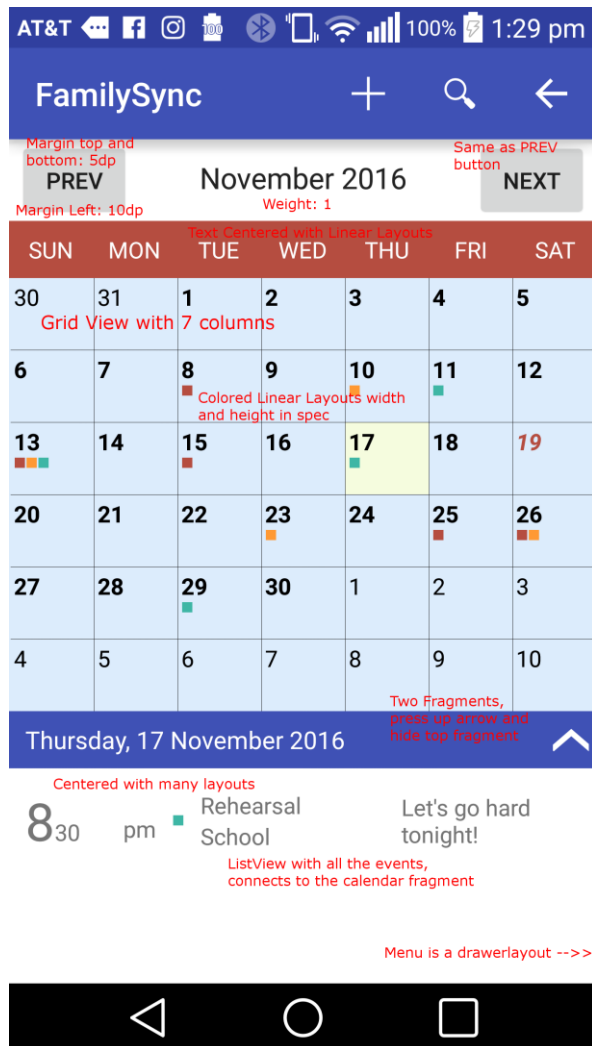 AT&T 100 100% 1:29 pm
FamilySync
Margin top and
bottom: 5dp
Same as PREV
button
PREV November 2016 NEXT
Margin Left: 10dp
Weight: 1
Text Centered with Linear Layouts
SUN MON TUE WED THU FRI SAT
30 31 1 2 3 4 5
Grid View with 7 columns
6 7 8 9 10 11 12
Colored Linear Layouts width
and height in spec
13 14 15 16 17 18 19
20 21 22 23 24 25 26
27 28 29 30 1 2 3
4 5 6 7 8 9 10
Two Fragments,
press up arrow and
hide top fragment
Thursday, 17 November 2016
Centered with many layouts
8 30 pm
Rehearsal
School
Let's go hard
tonight!
ListView with all the events,
connects to the calendar fragment
Menu is a drawerlayout -->>